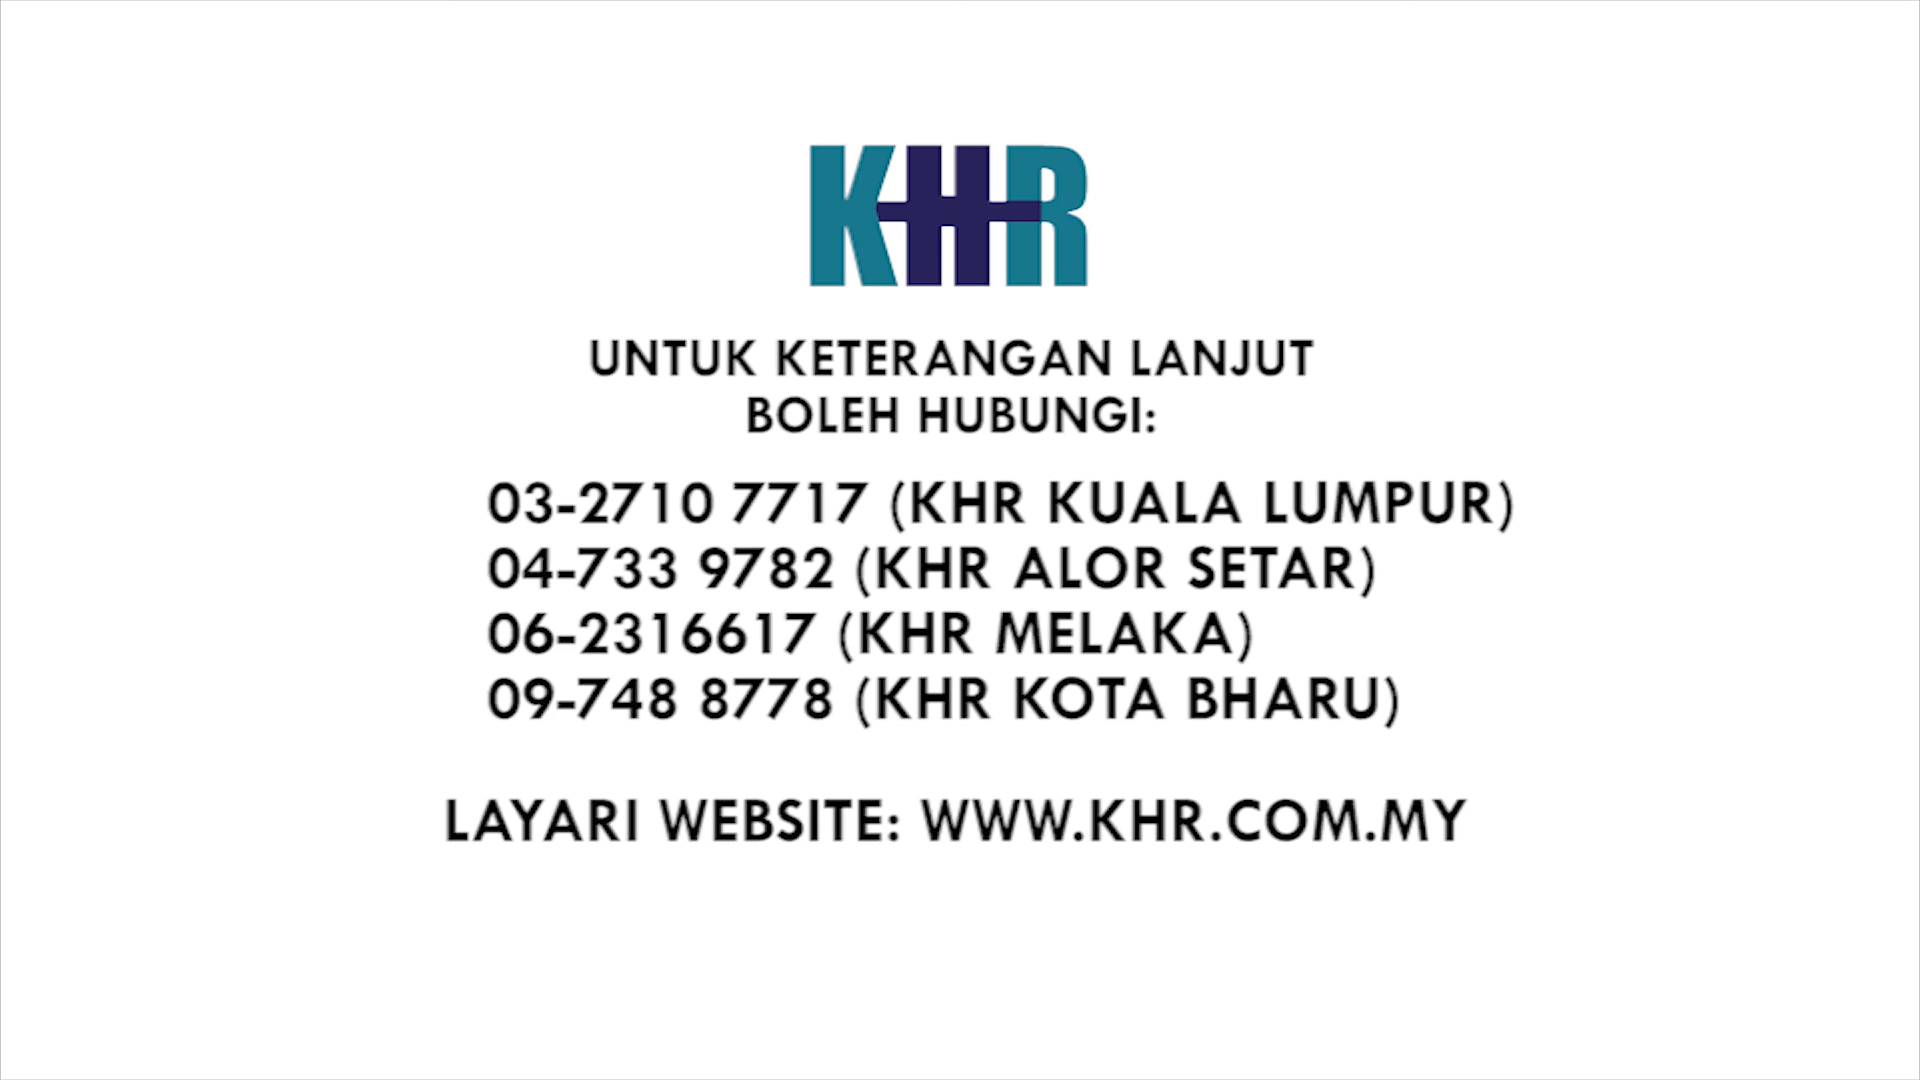 KHR
UNTUK KETERANGAN LANJUT
BOLEH HUBUNGI:
03-2710 7717 (KHR KUALA LUMPUR)
04-733 9782 (KHR ALOR SETAR)
06-2316617 (KHR MELAKA)
09-748 8778 (KHR KOTA BHARU)
LAYARI WEBSITE: WWW.KHR.COM.MY